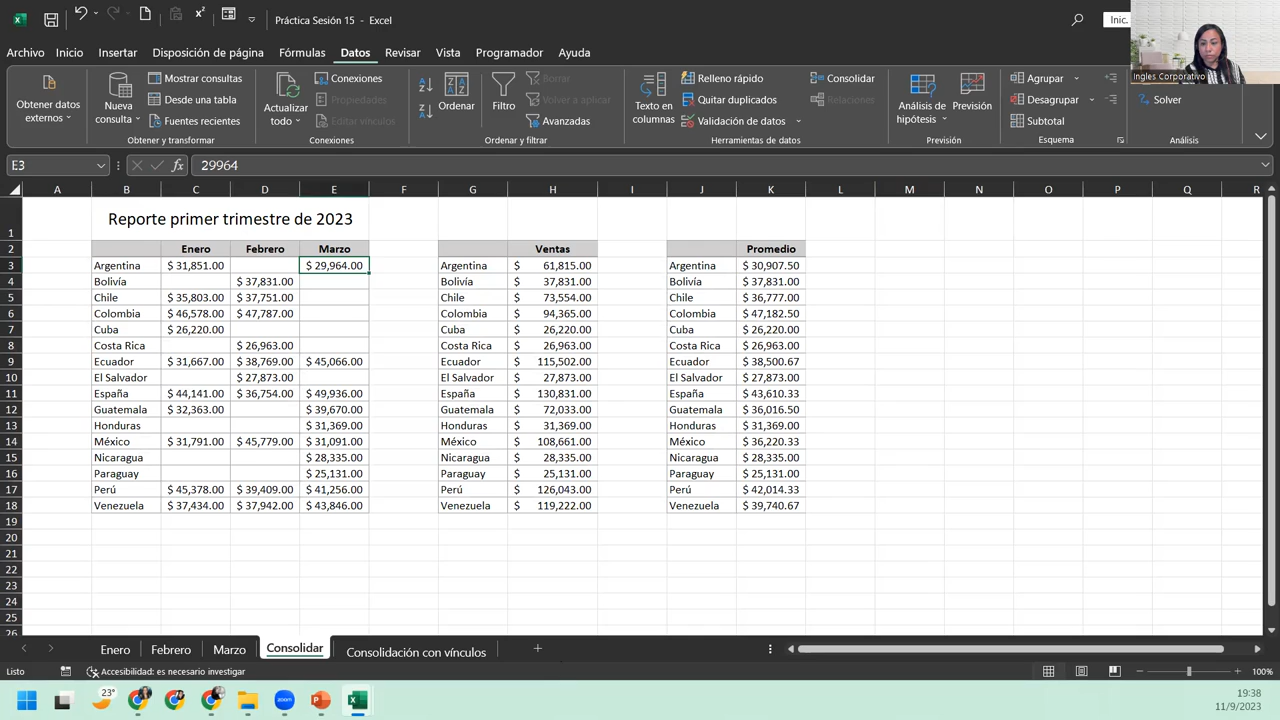 Práctica Sesión 15 - Excel
Inic.
Archivo Inicio Insertar Disposición de página Fórmulas Datos Revisar Vista Programador Ayuda
Ingles Corporativo
Obtener datos externos
Nueva consulta
Mostrar consultas
Desde una tabla
Fuentes recientes
Obtener y transformar
Actualizar todo
Conexiones
Propiedades
Editar vínculos
Conexiones
Ordenar
Filtro
Borrar
Volver a aplicar
Avanzadas
Ordenar y filtrar
Texto en columnas
Relleno rápido
Quitar duplicados
Validación de datos
Consolidar
Relaciones
Herramientas de datos
Análisis de hipótesis
Previsión
Previsión
Agrupar
Desagrupar
Subtotal
Esquema
Solver
Análisis
E3 fx 29964
A B C D E F G H I J K L M N O P Q R
1 Reporte primer trimestre de 2023
2 Enero Febrero Marzo Ventas Promedio
3 Argentina $ 31,851.00 $ 29,964.00 Argentina $ 61,815.00 Argentina $ 30,907.50
4 Bolivía $ 37,831.00 Bolivía $ 37,831.00 Bolivía $ 37,831.00
5 Chile $ 35,803.00 $ 37,751.00 Chile $ 73,554.00 Chile $ 36,777.00
6 Colombia $ 46,578.00 $ 47,787.00 Colombia $ 94,365.00 Colombia $ 47,182.50
7 Cuba $ 26,220.00 Cuba $ 26,220.00 Cuba $ 26,220.00
8 Costa Rica $ 26,963.00 Costa Rica $ 26,963.00 Costa Rica $ 26,963.00
9 Ecuador $ 31,667.00 $ 38,769.00 $ 45,066.00 Ecuador $ 115,502.00 Ecuador $ 38,500.67
10 El Salvador $ 27,873.00 El Salvador $ 27,873.00 El Salvador $ 27,873.00
11 España $ 44,141.00 $ 36,754.00 $ 49,936.00 España $ 130,831.00 España $ 43,610.33
12 Guatemala $ 32,363.00 $ 39,670.00 Guatemala $ 72,033.00 Guatemala $ 36,016.50
13 Honduras $ 31,369.00 Honduras $ 31,369.00 Honduras $ 31,369.00
14 México $ 31,791.00 $ 45,779.00 $ 31,091.00 México $ 108,661.00 México $ 36,220.33
15 Nicaragua $ 28,335.00 Nicaragua $ 28,335.00 Nicaragua $ 28,335.00
16 Paraguay $ 25,131.00 Paraguay $ 25,131.00 Paraguay $ 25,131.00
17 Perú $ 45,378.00 $ 39,409.00 $ 41,256.00 Perú $ 126,043.00 Perú $ 42,014.33
18 Venezuela $ 37,434.00 $ 37,942.00 $ 43,846.00 Venezuela $ 119,222.00 Venezuela $ 39,740.67
19
20
21
22
23
24
25
26
Enero Febrero Marzo Consolidar Consolidación con vínculos
Listo Accesibilidad: es necesario investigar 100%
23° zoom
19:38
11/9/2023